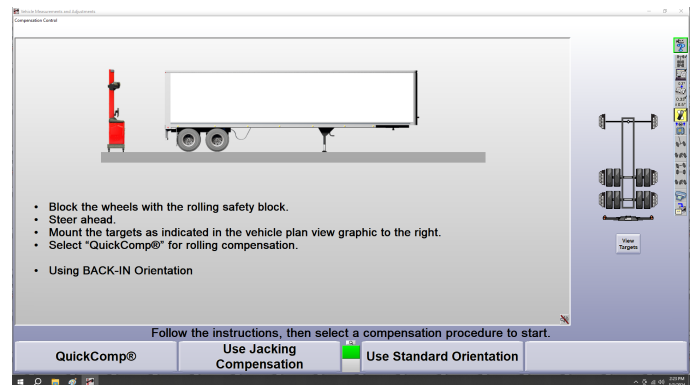 Vehicle Measurements and Adjustments
Compensation Control
• Block the wheels with the rolling safety block.
• Steer ahead.
• Mount the targets as indicated in the vehicle plan view graphic to the right.
• Select "QuickComp®" for rolling compensation.
• Using BACK-IN Orientation
View
Targets
Follow the instructions, then select a compensation procedure to start.
QuickComp®
Use Jacking
Compensation
Use Standard Orientation
2:23 PM